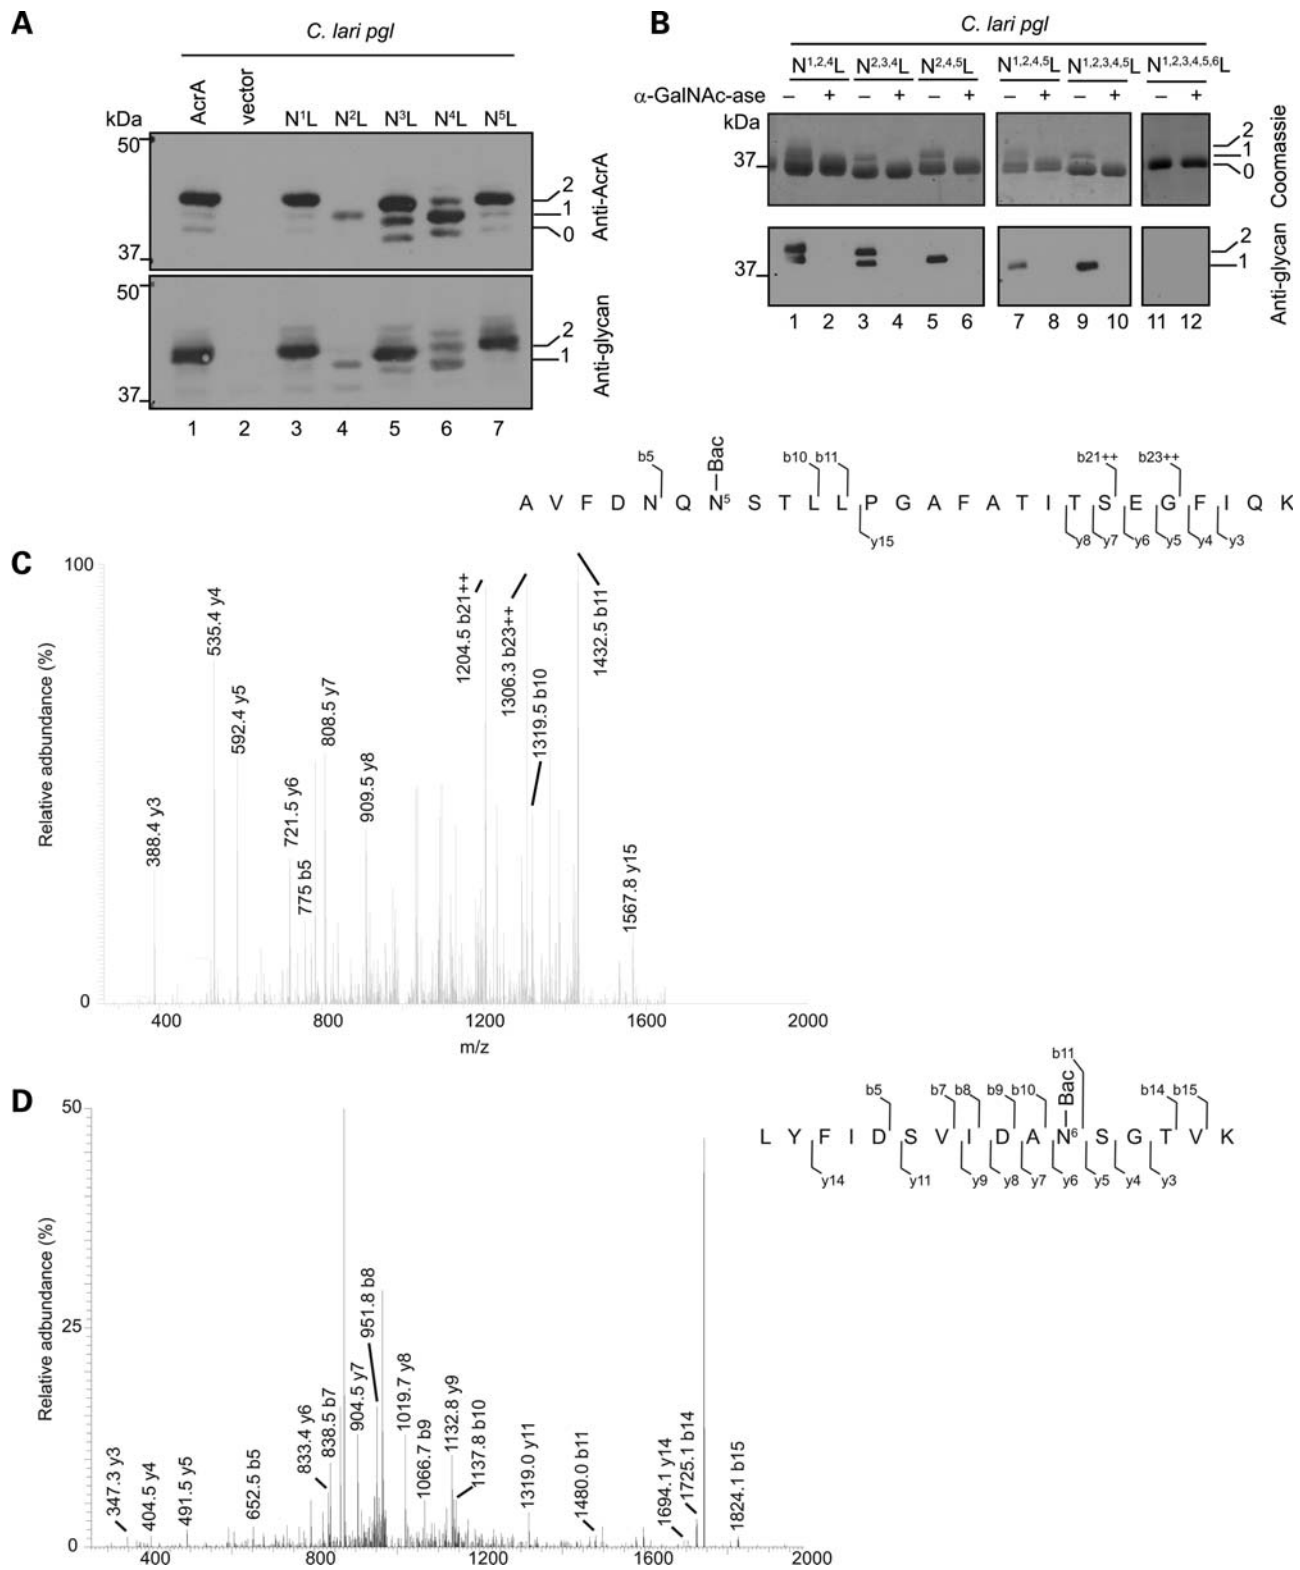 A
C. lari pgl
kDa
AcrA
vector
N¹L
N²L
N³L
N⁴L
N⁵L
50
37
2
1
0
Anti-AcrA
50
37
2
1
Anti-glycan
1 2 3 4 5 6 7
B
C. lari pgl
N¹,²,⁴L N²,³,⁴L N²,⁴,⁵L N¹,²,⁴,⁵L N¹,²,³,⁴,⁵L N¹,²,³,⁴,⁵,⁶L
α-GalNAc-ase – + – + – + – + – + – +
kDa
37
2
1
0
Coomassie
37
2
1
Anti-glycan
1 2 3 4 5 6 7 8 9 10 11 12
Bac
b5 b10 b11 b21++ b23++
A V F D N Q N⁵ S T L L P G A F A T I T S E G F I Q K
y15 y8 y7 y6 y5 y4 y3
C
Relative adbundance (%)
100
0
388.4 y3
535.4 y4
592.4 y5
721.5 y6
775 b5
808.5 y7
909.5 y8
1204.5 b21++
1306.3 b23++
1319.5 b10
1432.5 b11
1567.8 y15
400 800 1200 1600 2000
m/z
D
b5 b7 b8 b9 b10 b11 b14 b15
Bac
L Y F I D S V I D A N⁶ S G T V K
y14 y11 y9 y8 y7 y6 y5 y4 y3
Relative adbundance (%)
50
25
0
347.3 y3
404.5 y4
491.5 y5
652.5 b5
833.4 y6
838.5 b7
904.5 y7
951.8 b8
1019.7 y8
1066.7 b9
1132.8 y9
1137.8 b10
1319.0 y11
1480.0 b11
1694.1 y14
1725.1 b14
1824.1 b15
400 800 1200 1600 2000